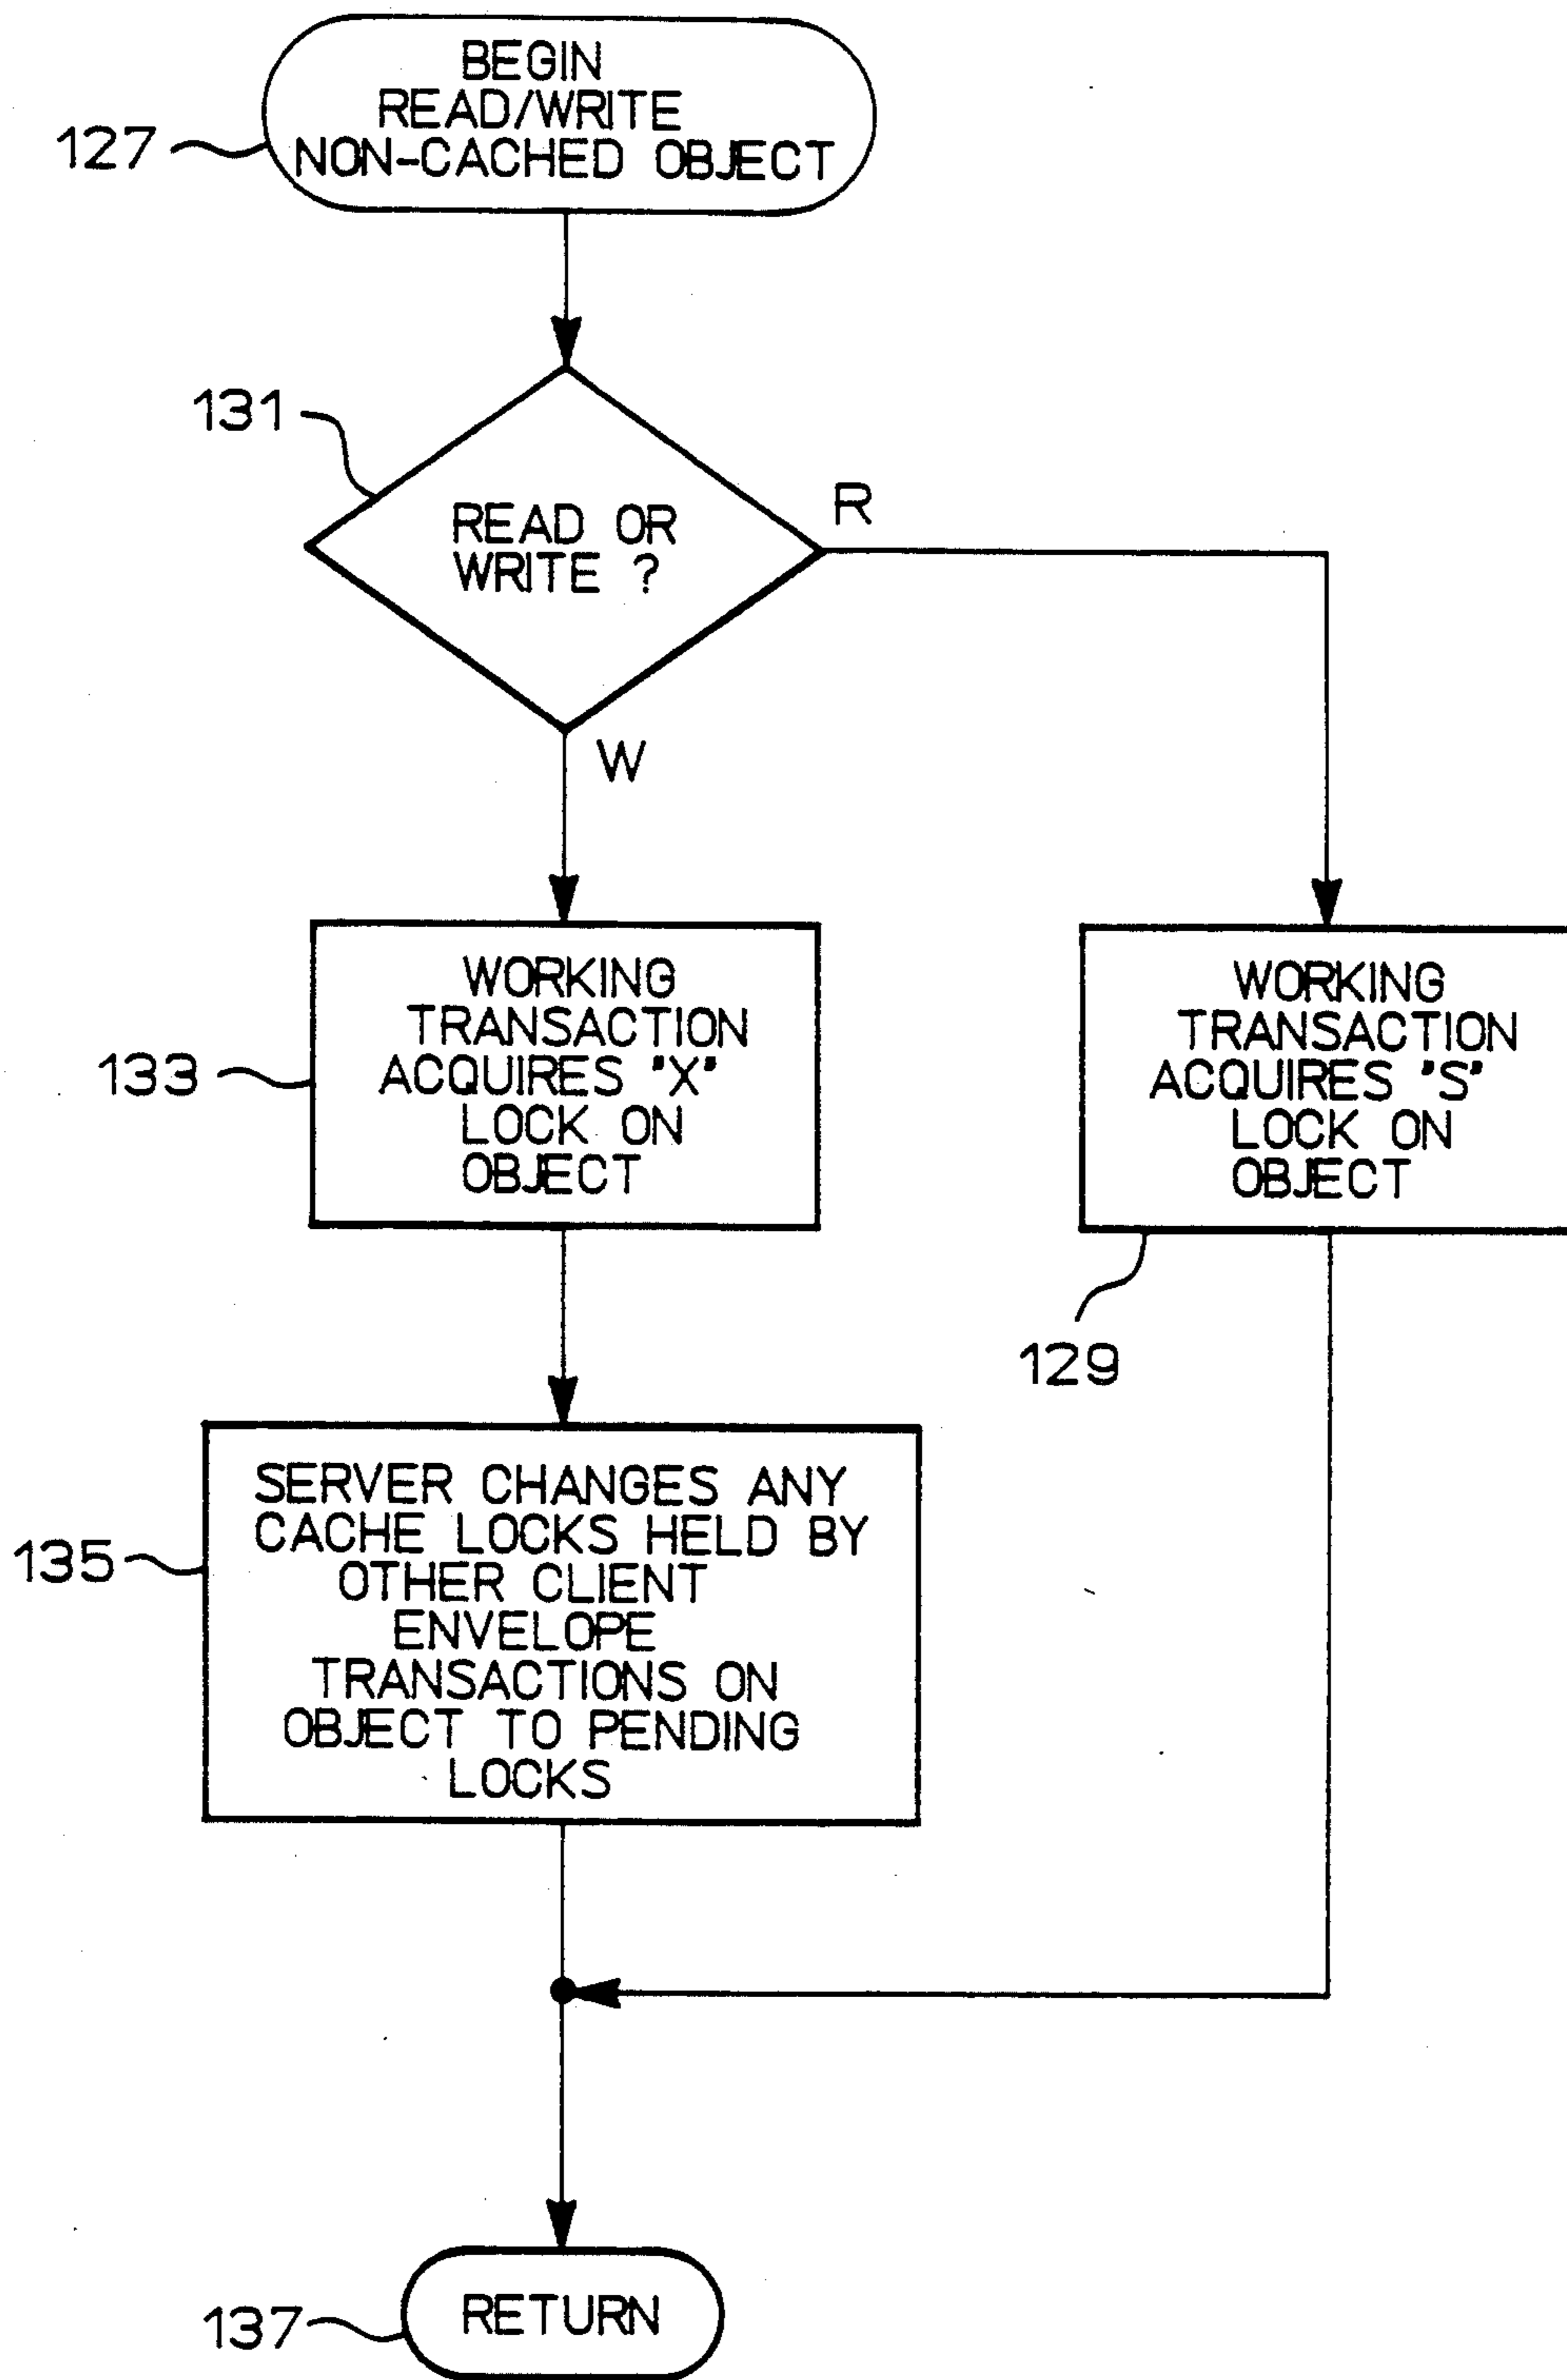 BEGIN
READ/WRITE
NON-CACHED OBJECT
127
131
READ OR
WRITE ?
R
W
WORKING
TRANSACTION
ACQUIRES "X"
LOCK ON
OBJECT
133
WORKING
TRANSACTION
ACQUIRES "S"
LOCK ON
OBJECT
129
SERVER CHANGES ANY
CACHE LOCKS HELD BY
OTHER CLIENT
ENVELOPE
TRANSACTIONS ON
OBJECT TO PENDING
LOCKS
135
RETURN
137